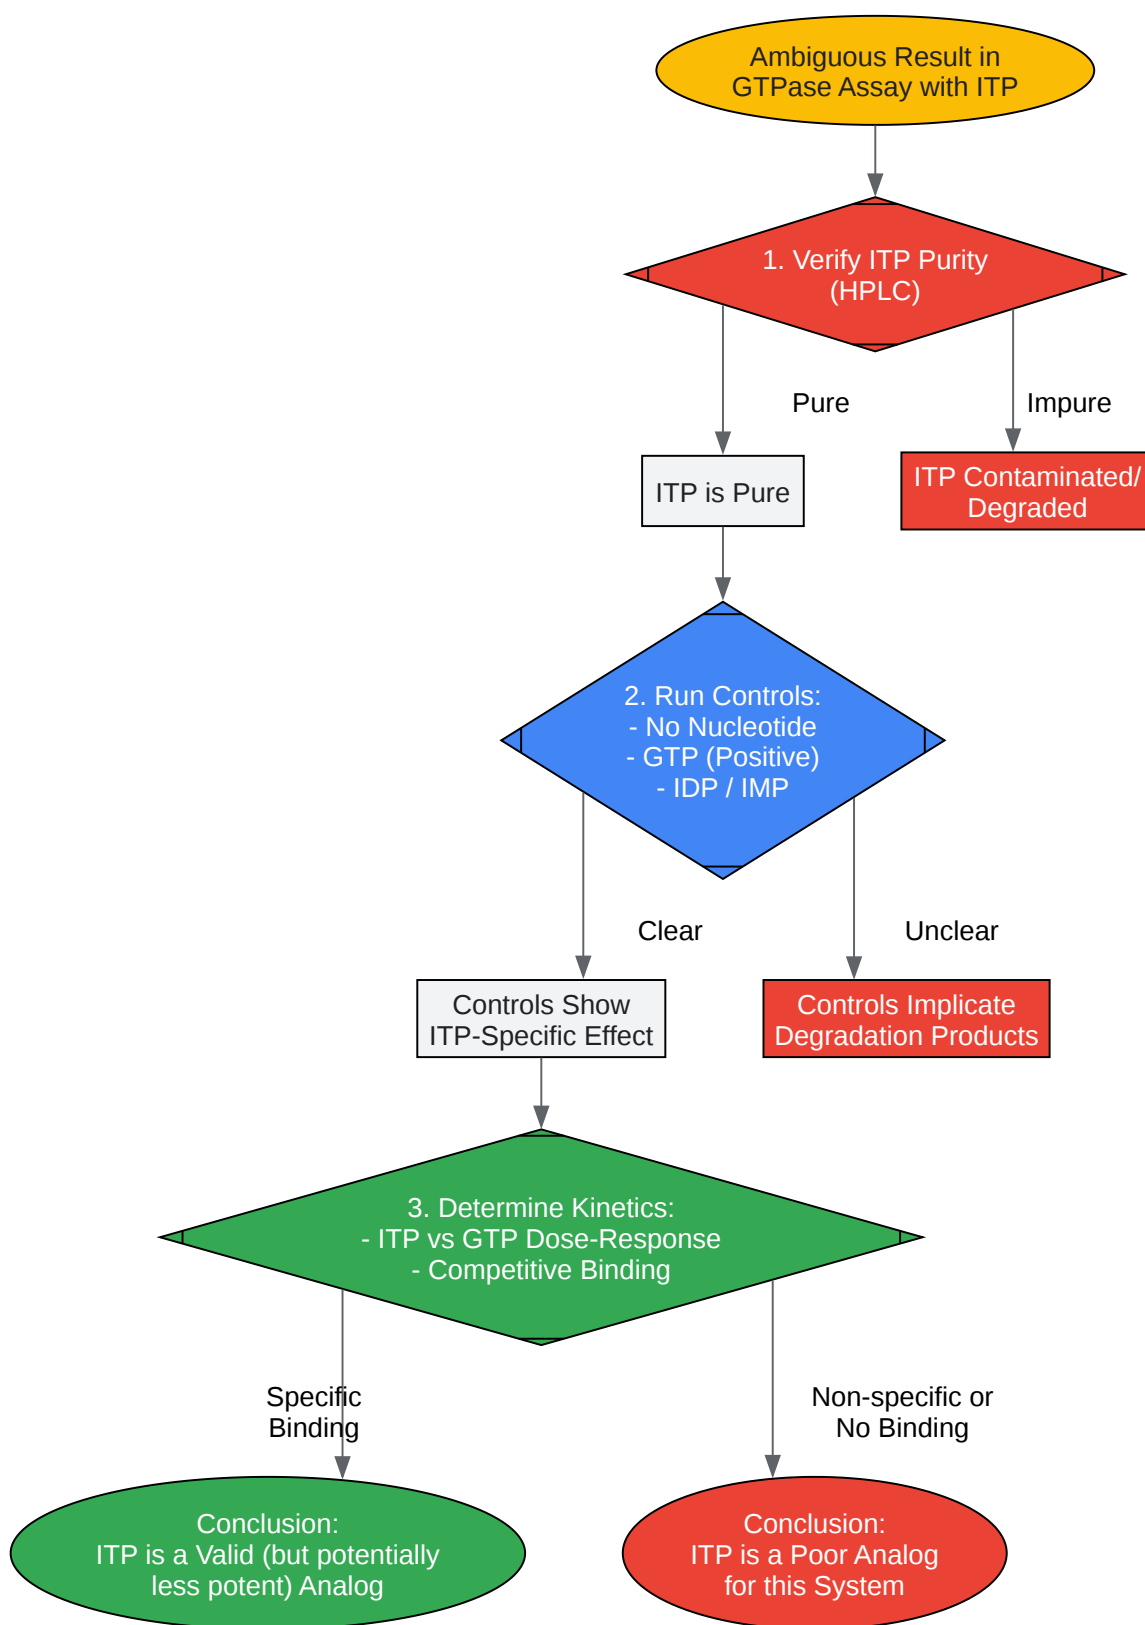 Ambiguous Result in
GTPase Assay with ITP
1. Verify ITP Purity
(HPLC)
Pure
Impure
ITP is Pure
ITP Contaminated/
Degraded
2. Run Controls:
- No Nucleotide
- GTP (Positive)
- IDP / IMP
Clear
Unclear
Controls Show
ITP-Specific Effect
Controls Implicate
Degradation Products
3. Determine Kinetics:
- ITP vs GTP Dose-Response
- Competitive Binding
Specific
Binding
Non-specific or
No Binding
Conclusion:
ITP is a Valid (but potentially
less potent) Analog
Conclusion:
ITP is a Poor Analog
for this System